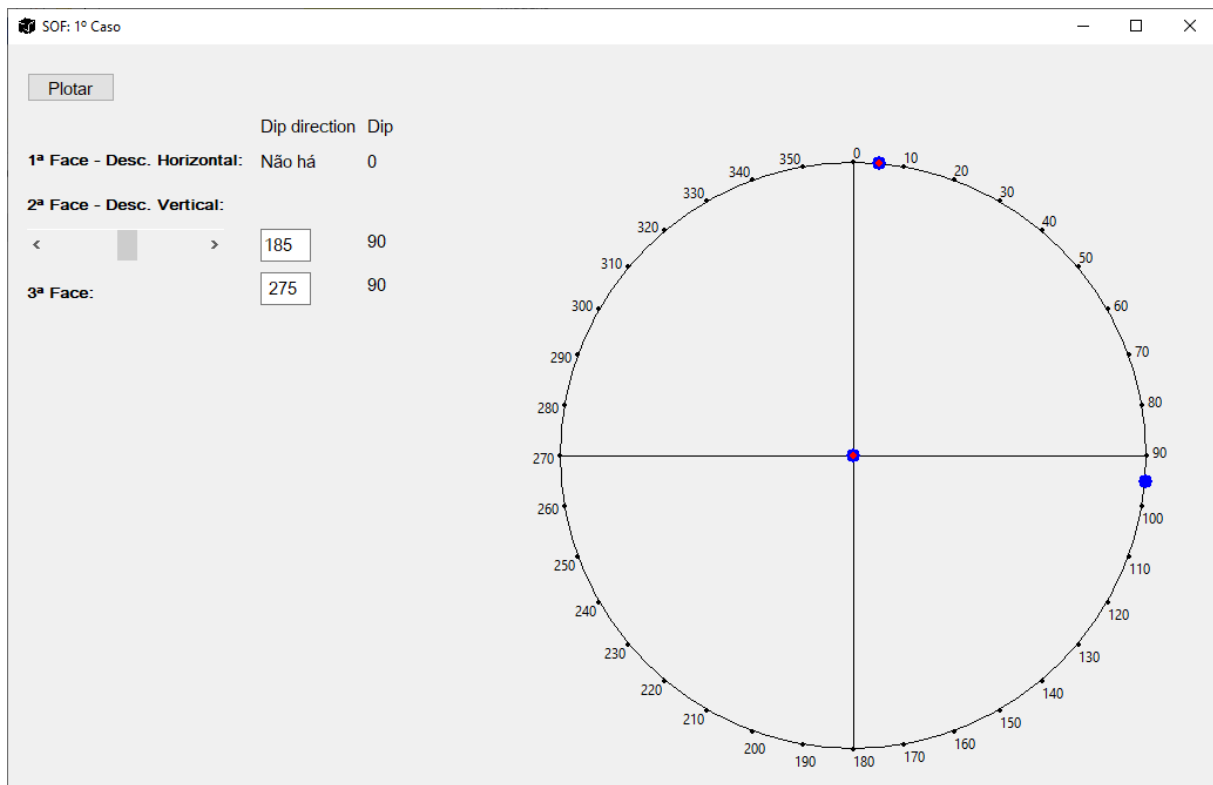 SOF: 1º Caso
Plotar
Dip direction Dip
1ª Face - Desc. Horizontal: Não há 0
2ª Face - Desc. Vertical:
< > 185 90
3ª Face: 275 90
0
350 10
340 20
330 30
320 40
310 50
300 60
290 70
280 80
270 90
260 100
250 110
240 120
230 130
220 140
210 150
200 160
190 170
180